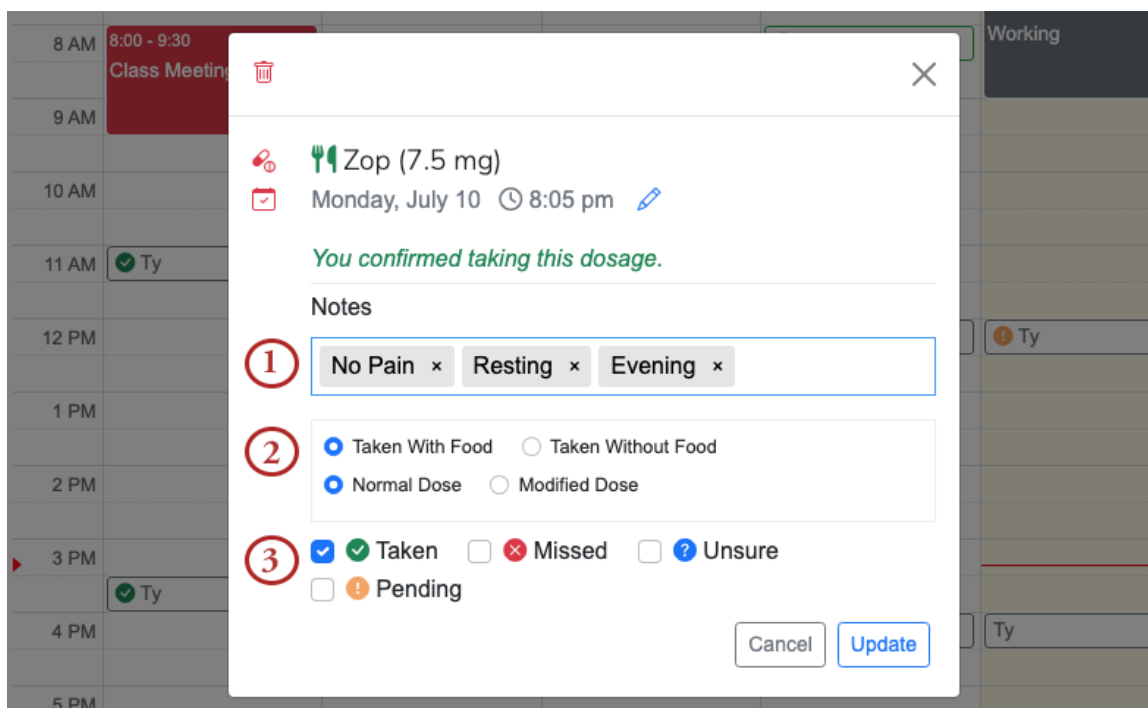 8 AM
8:00 - 9:30
Class Meeting
Working
9 AM
Zop (7.5 mg)
10 AM
Monday, July 10 8:05 pm
11 AM
Ty
You confirmed taking this dosage.
Notes
12 PM
Ty
1
No Pain × Resting × Evening ×
1 PM
2
Taken With Food Taken Without Food
2 PM
Normal Dose Modified Dose
3
Taken Missed Unsure
3 PM
Pending
Ty
4 PM
Ty
Cancel Update
5 PM